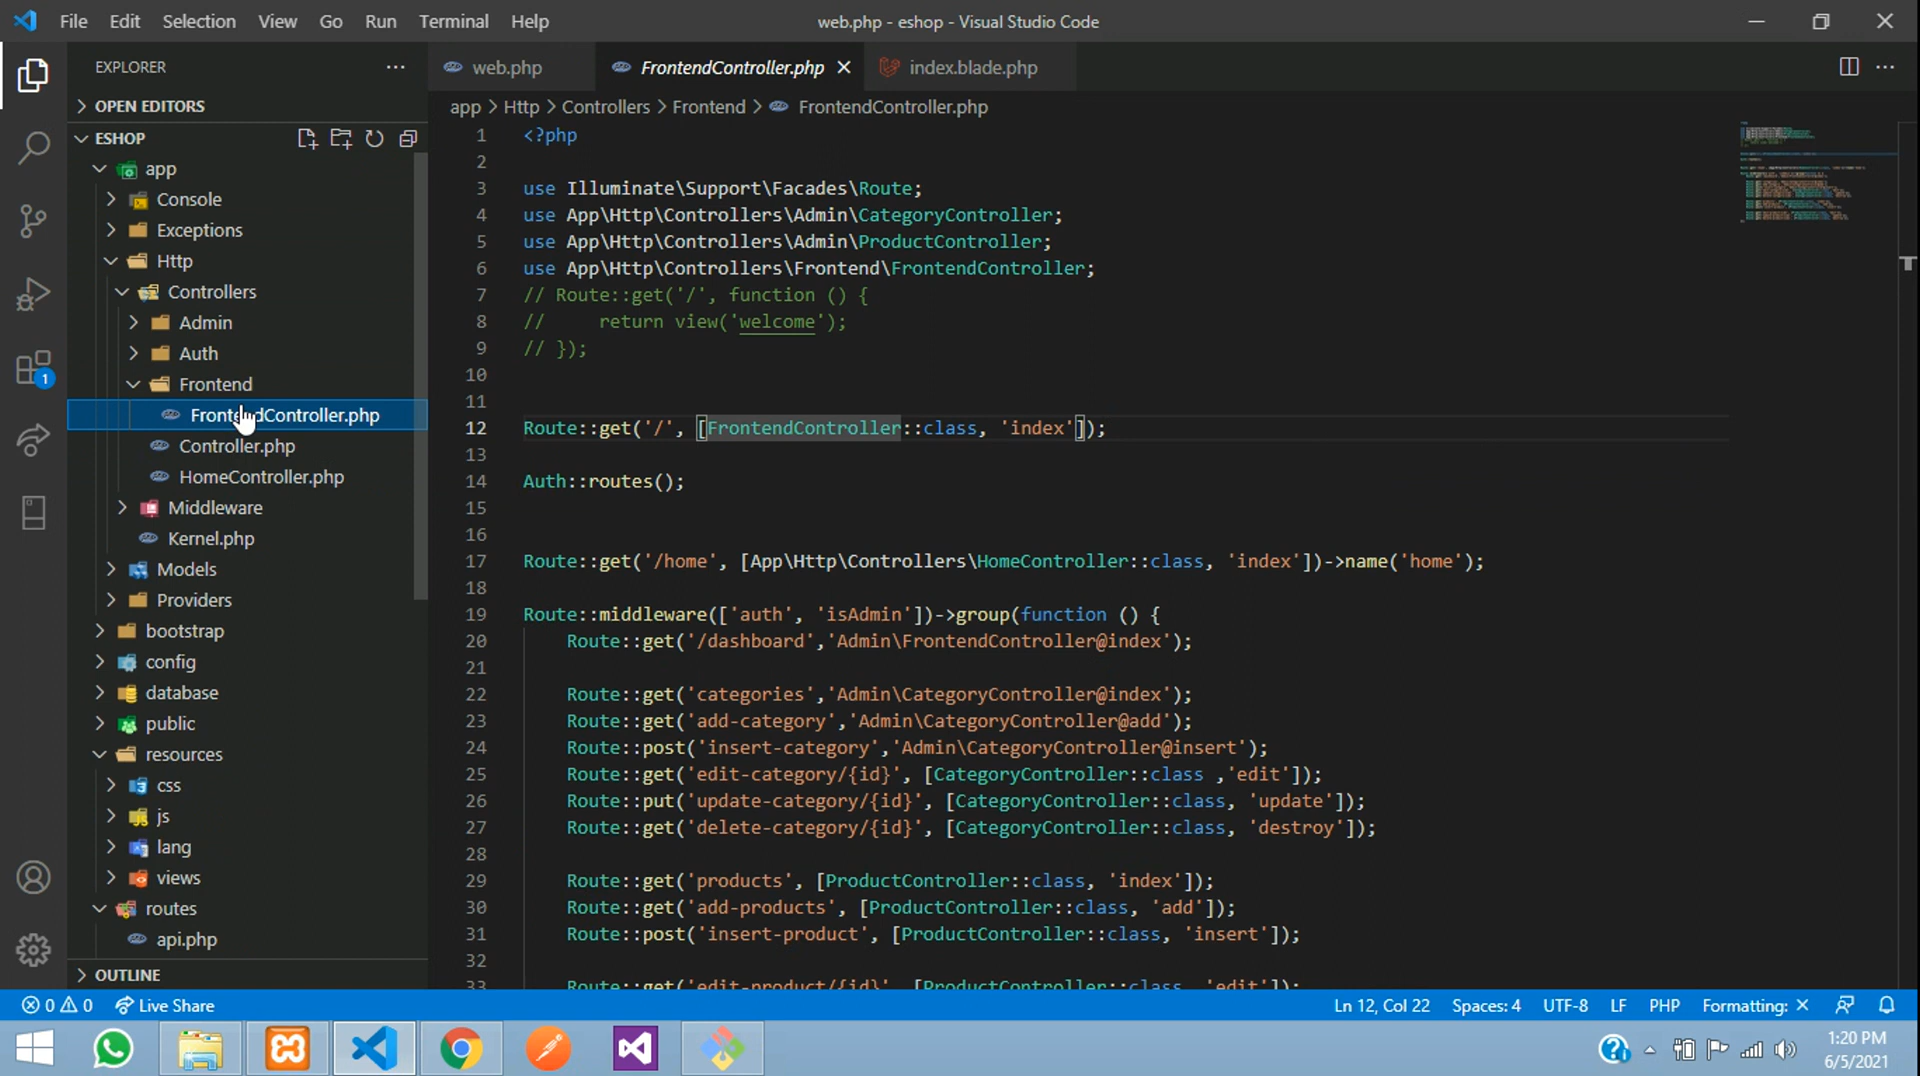 File Edit Selection View Go Run Terminal Help
web.php - eshop - Visual Studio Code
EXPLORER
OPEN EDITORS
ESHOP
app
Console
Exceptions
Http
Controllers
Admin
Auth
Frontend
FrontendController.php
Controller.php
HomeController.php
Middleware
Kernel.php
Models
Providers
bootstrap
config
database
public
resources
css
js
lang
views
routes
api.php
OUTLINE
web.php
FrontendController.php
index.blade.php
app > Http > Controllers > Frontend > FrontendController.php
1 <?php
2
3 use Illuminate\Support\Facades\Route;
4 use App\Http\Controllers\Admin\CategoryController;
5 use App\Http\Controllers\Admin\ProductController;
6 use App\Http\Controllers\Frontend\FrontendController;
7 // Route::get('/', function () {
8 //     return view('welcome');
9 // });
10
11
12 Route::get('/', [FrontendController::class, 'index']);
13
14 Auth::routes();
15
16
17 Route::get('/home', [App\Http\Controllers\HomeController::class, 'index'])->name('home');
18
19 Route::middleware(['auth', 'isAdmin'])->group(function () {
20     Route::get('/dashboard','Admin\FrontendController@index');
21
22     Route::get('categories','Admin\CategoryController@index');
23     Route::get('add-category','Admin\CategoryController@add');
24     Route::post('insert-category','Admin\CategoryController@insert');
25     Route::get('edit-category/{id}', [CategoryController::class ,'edit']);
26     Route::put('update-category/{id}', [CategoryController::class, 'update']);
27     Route::get('delete-category/{id}', [CategoryController::class, 'destroy']);
28
29     Route::get('products', [ProductController::class, 'index']);
30     Route::get('add-products', [ProductController::class, 'add']);
31     Route::post('insert-product', [ProductController::class, 'insert']);
32
33     Route::get('edit-product/{id}', [ProductController::class, 'edit']);
1
0 0 Live Share
Ln 12, Col 22 Spaces: 4 UTF-8 LF PHP Formatting: ×
1:20 PM
6/5/2021